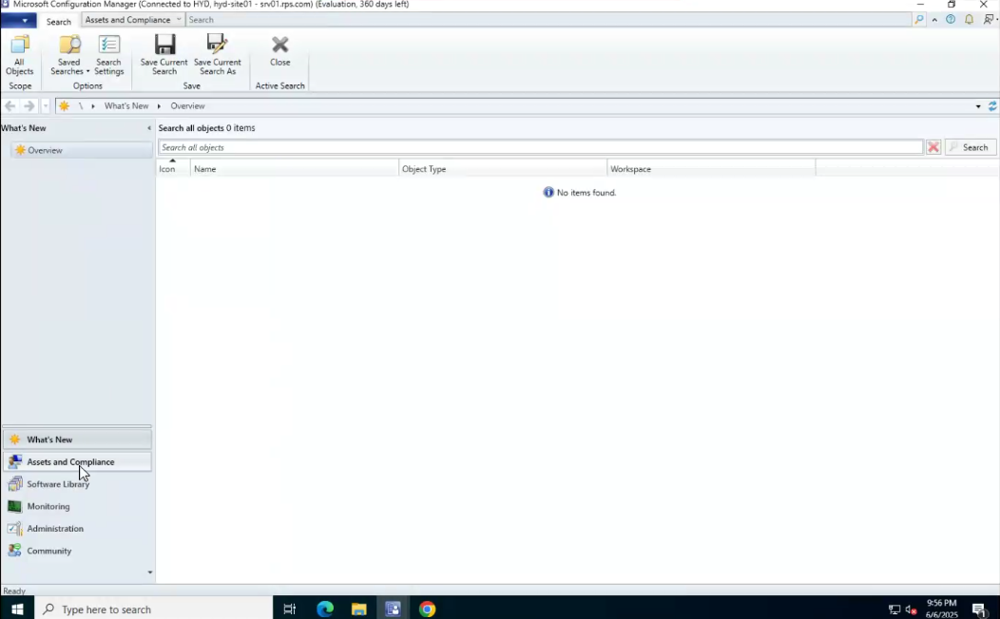 Microsoft Configuration Manager (Connected to HYD, hyd-site01 - srv01.rps.com) (Evaluation, 360 days left)
Search
Assets and Compliance
Search
All Objects
Saved Searches
Search Settings
Save Current Search
Save Current Search As
Close
Scope
Options
Save
Active Search
\ What's New Overview
What's New
Search all objects 0 items
Overview
Search all objects
Search
Icon
Name
Object Type
Workspace
No items found.
What's New
Assets and Compliance
Software Library
Monitoring
Administration
Community
Ready
Type here to search
9:56 PM
6/6/2025
1